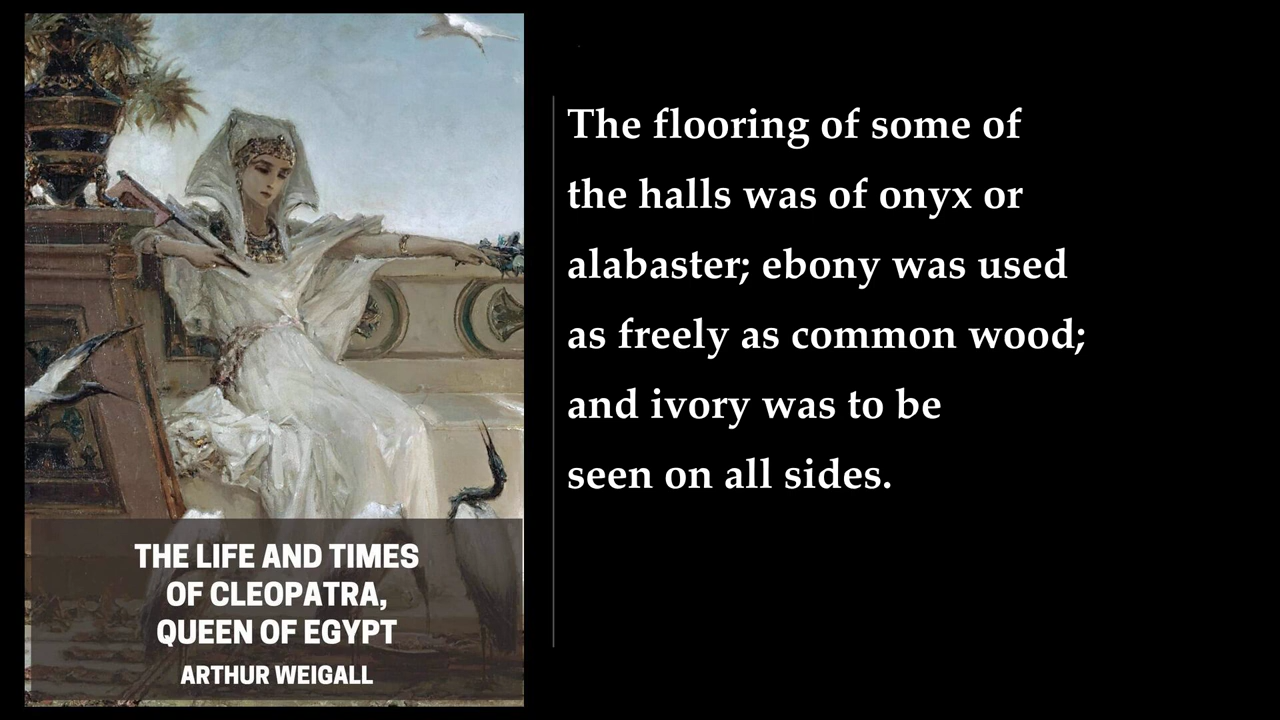 The flooring of some of
the halls was of onyx or
alabaster; ebony was used
as freely as common wood;
and ivory was to be
seen on all sides.
THE LIFE AND TIMES
OF CLEOPATRA,
QUEEN OF EGYPT
ARTHUR WEIGALL